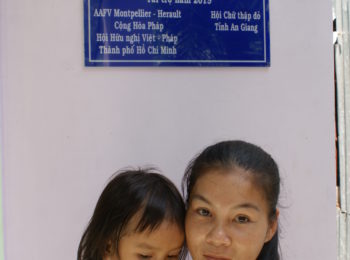 Tài trợ năm 2015
AAFV Montpellier - Herault
Hội Chữ thập đỏ
Cộng Hòa Pháp
Tỉnh An Giang
Hội Hữu nghị Việt - Pháp
Thành phố Hồ Chí Minh